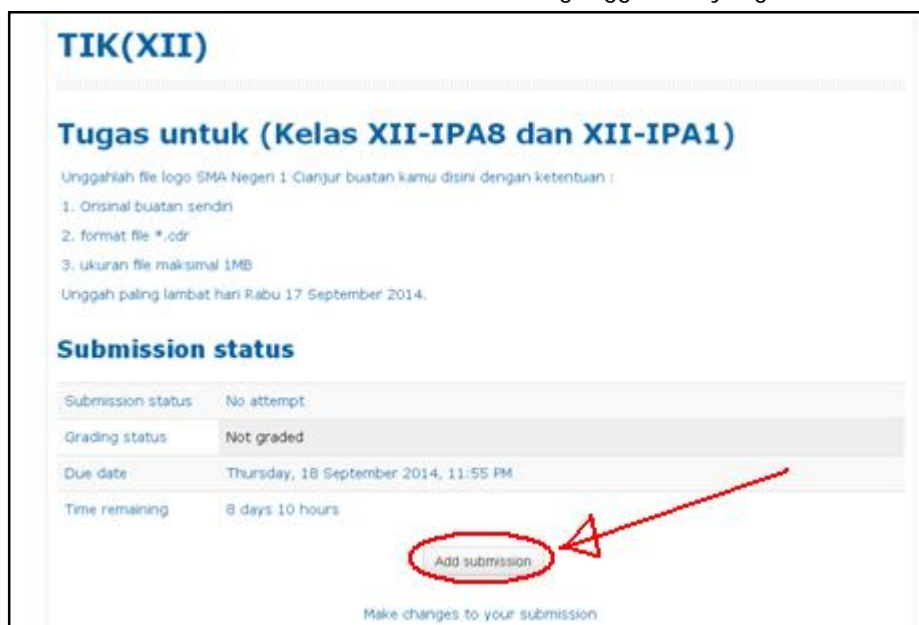 TIK(XII)
Tugas untuk (Kelas XII-IPA8 dan XII-IPA1)
Unggahlah file logo SMA Negeri 1 Cianjur buatan kamu disini dengan ketentuan :
1. Orisinal buatan sendiri
2. format file *.cdr
3. ukuran file maksimal 1MB
Unggah paling lambat hari Rabu 17 September 2014.
Submission status
Submission status No attempt
Grading status Not graded
Due date Thursday, 18 September 2014, 11:55 PM
Time remaining 8 days 10 hours
Add submission
Make changes to your submission